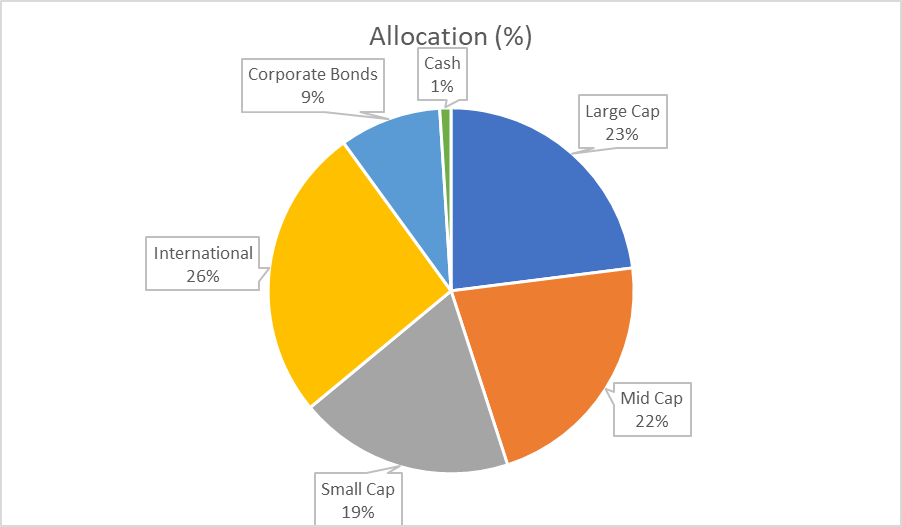 Allocation (%)
Cash
1%
Corporate Bonds
9%
Large Cap
23%
International
26%
Mid Cap
22%
Small Cap
19%